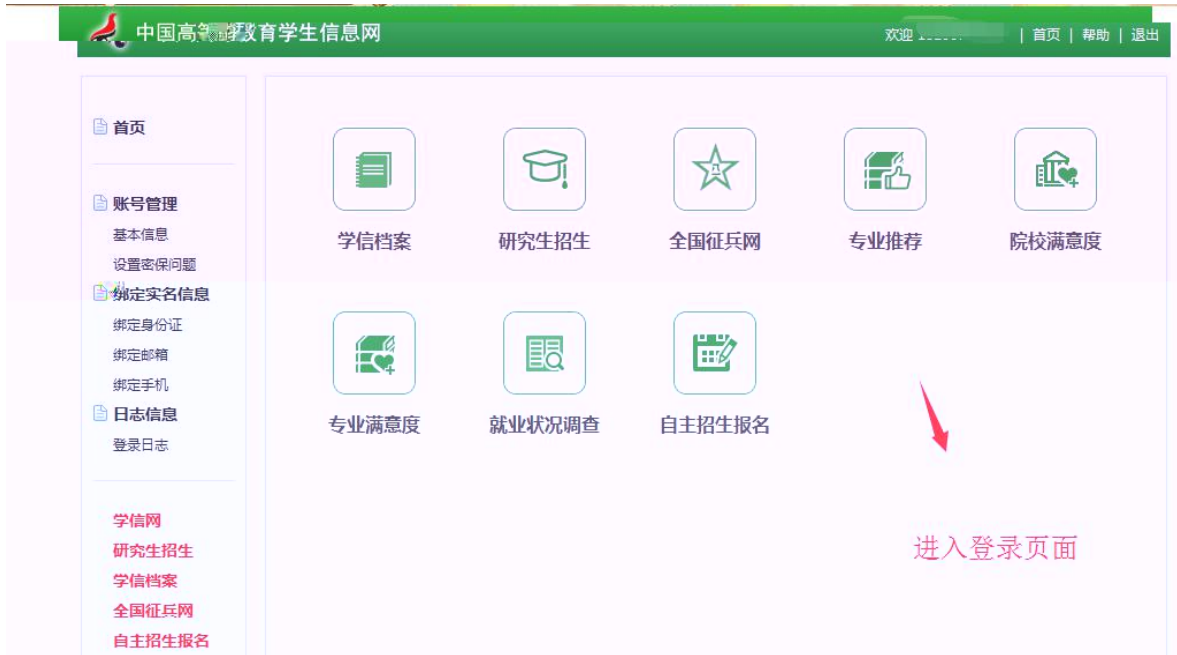 中国高等教育学生信息网
欢迎 | 首页 | 帮助 | 退出
首页
账号管理
基本信息
设置密保问题
绑定实名信息
绑定身份证
绑定邮箱
绑定手机
日志信息
登录日志
学信网
研究生招生
学信档案
全国征兵网
自主招生报名
学信档案 研究生招生 全国征兵网 专业推荐 院校满意度
专业满意度 就业状况调查 自主招生报名
进入登录页面